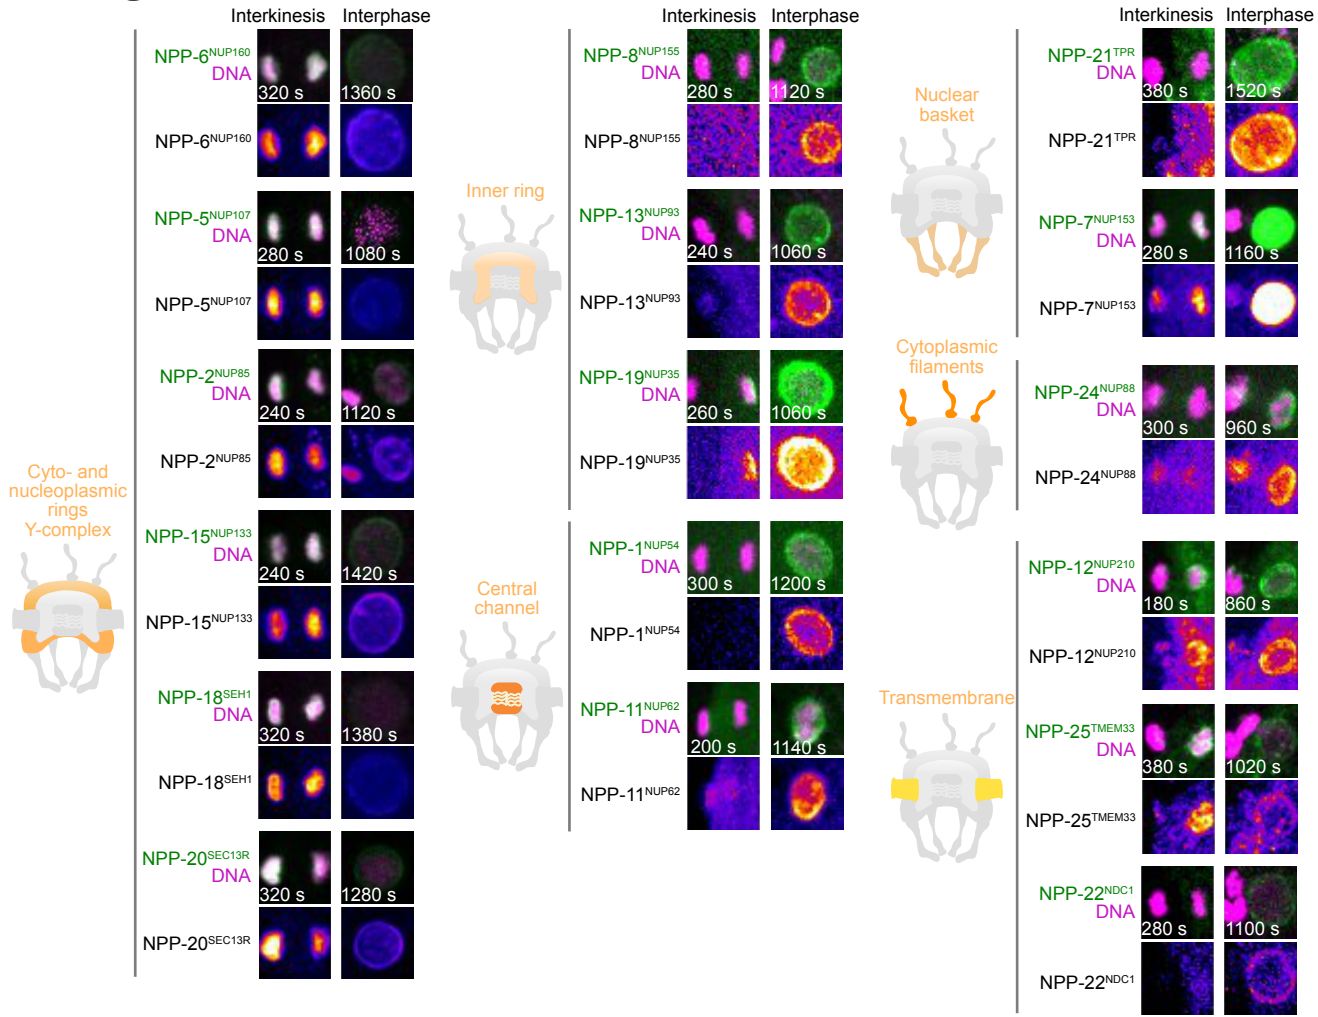 Interkinesis Interphase
NPP-6NUP160
DNA
320 s 1360 s
NPP-6NUP160
NPP-5NUP107
DNA
280 s 1080 s
NPP-5NUP107
NPP-2NUP85
DNA
240 s 1120 s
NPP-2NUP85
Cyto- and
nucleoplasmic
rings
Y-complex
NPP-15NUP133
DNA
240 s 1420 s
NPP-15NUP133
NPP-18SEH1
DNA
320 s 1380 s
NPP-18SEH1
NPP-20SEC13R
DNA
320 s 1280 s
NPP-20SEC13R
Interkinesis Interphase
Inner ring
NPP-8NUP155
DNA
280 s 1120 s
NPP-8NUP155
NPP-13NUP93
DNA
240 s 1060 s
NPP-13NUP93
NPP-19NUP35
DNA
260 s 1060 s
NPP-19NUP35
Central
channel
NPP-1NUP54
DNA
300 s 1200 s
NPP-1NUP54
NPP-11NUP62
DNA
200 s 1140 s
NPP-11NUP62
Interkinesis Interphase
Nuclear
basket
NPP-21TPR
DNA
380 s 1520 s
NPP-21TPR
NPP-7NUP153
DNA
280 s 1160 s
NPP-7NUP153
Cytoplasmic
filaments
NPP-24NUP88
DNA
300 s 960 s
NPP-24NUP88
Transmembrane
NPP-12NUP210
DNA
180 s 860 s
NPP-12NUP210
NPP-25TMEM33
DNA
380 s 1020 s
NPP-25TMEM33
NPP-22NDC1
DNA
280 s 1100 s
NPP-22NDC1